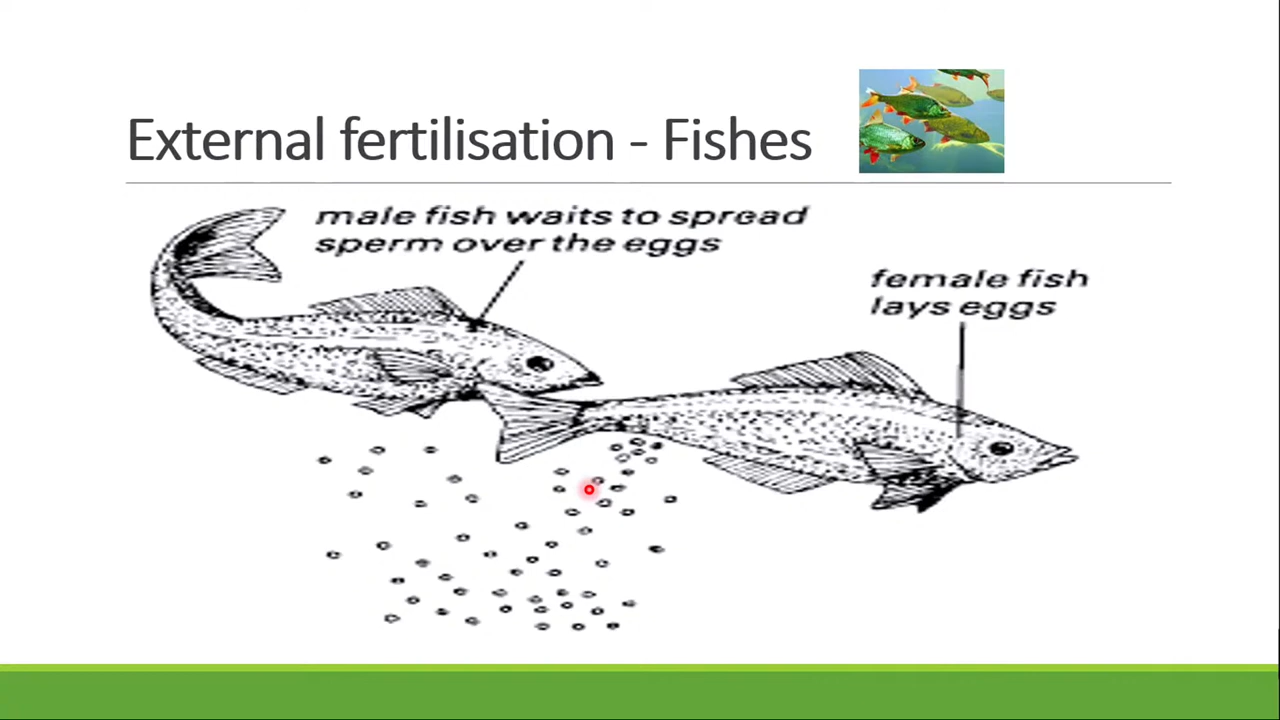 External fertilisation - Fishes
male fish waits to spread
sperm over the eggs
female fish
lays eggs